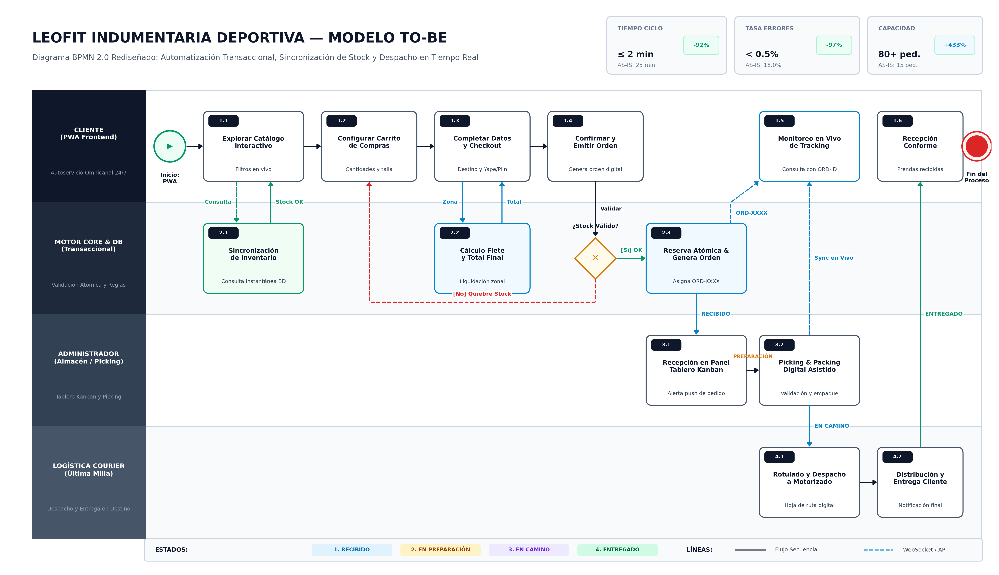 LEOFIT INDUMENTARIA DEPORTIVA — MODELO TO-BE
Diagrama BPMN 2.0 Rediseñado: Automatización Transaccional, Sincronización de Stock y Despacho en Tiempo Real
TIEMPO CICLO
-92%
≤ 2 min
AS-IS: 25 min
TASA ERRORES
-97%
< 0.5%
AS-IS: 18.0%
CAPACIDAD
+433%
80+ ped.
AS-IS: 15 ped.
CLIENTE
(PWA Frontend)
Autoservicio Omnicanal 24/7
Inicio:
PWA
1.1
Explorar Catálogo
Interactivo
Filtros en vivo
1.2
Configurar Carrito
de Compras
Cantidades y talla
1.3
Completar Datos
y Checkout
Destino y Yape/Plin
1.4
Confirmar y
Emitir Orden
Genera orden digital
1.5
Monitoreo en Vivo
de Tracking
Consulta con ORD-ID
1.6
Recepción
Conforme
Prendas recibidas
Fin del
Proceso
Consulta
Stock OK
Zona
Total
Validar
ORD-XXXX
MOTOR CORE & DB
(Transaccional)
Validación Atómica y Reglas
2.1
Sincronización
de Inventario
Consulta instantánea BD
2.2
Cálculo Flete
y Total Final
Liquidación zonal
[No] Quiebre Stock
¿Stock Válido?
[Sí] OK
2.3
Reserva Atómica &
Genera Orden
Asigna ORD-XXXX
Sync en Vivo
RECIBIDO
ENTREGADO
ADMINISTRADOR
(Almacén / Picking)
Tablero Kanban y Picking
3.1
Recepción en Panel
Tablero Kanban
Alerta push de pedido
PREPARACIÓN
3.2
Picking & Packing
Digital Asistido
Validación y empaque
EN CAMINO
LOGÍSTICA COURIER
(Última Milla)
Despacho y Entrega en Destino
4.1
Rotulado y Despacho
a Motorizado
Hoja de ruta digital
4.2
Distribución y
Entrega Cliente
Notificación final
ESTADOS:
1. RECIBIDO
2. EN PREPARACIÓN
3. EN CAMINO
4. ENTREGADO
LÍNEAS:
Flujo Secuencial
WebSocket / API